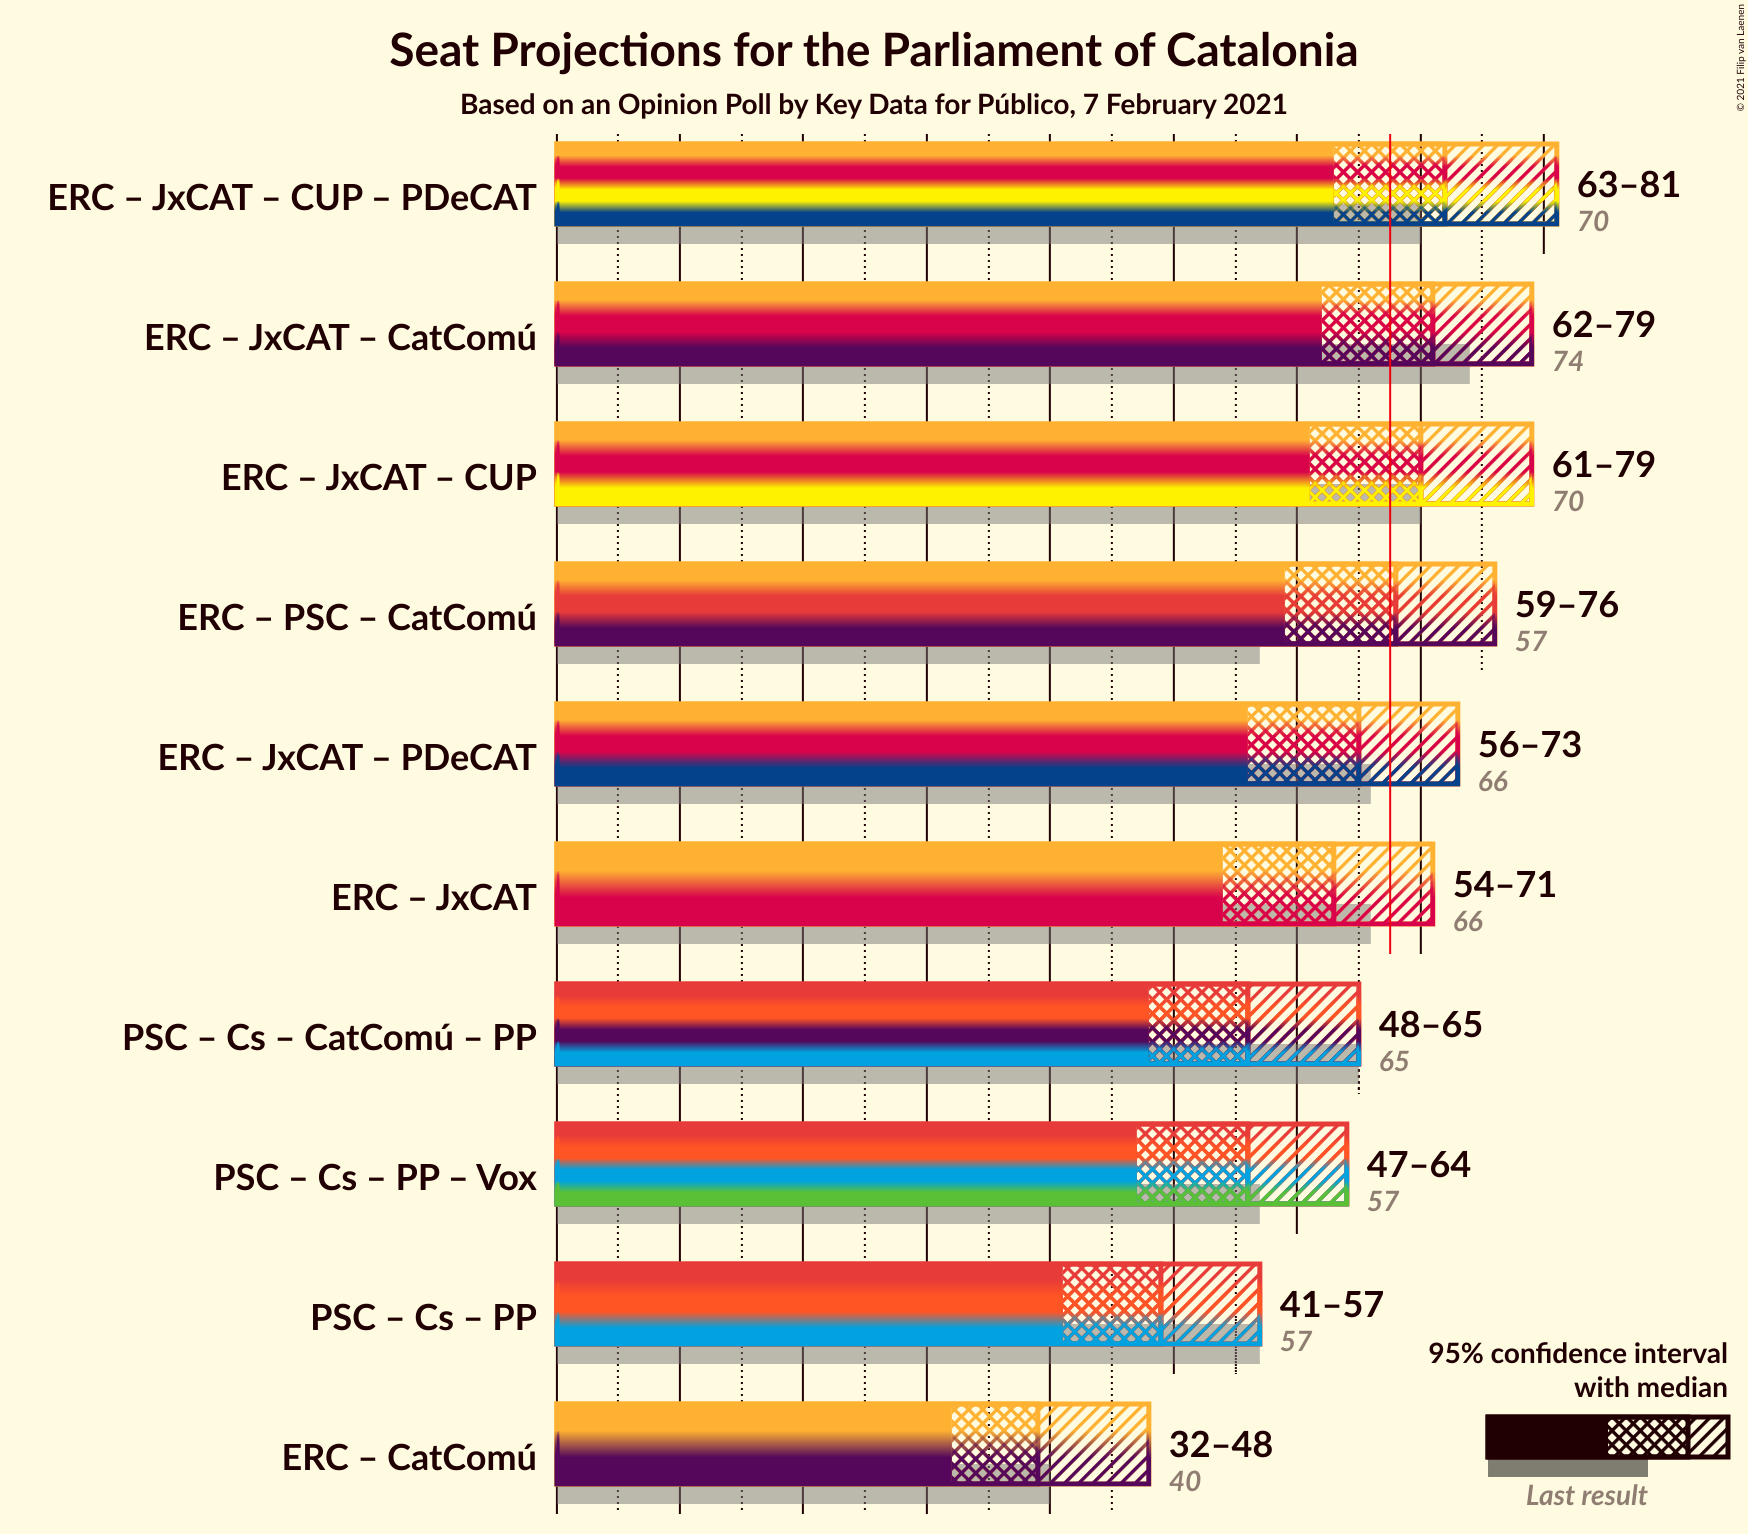 Seat Projections for the Parliament of Catalonia
Based on an Opinion Poll by Key Data for Público, 7 February 2021
© 2021 Filip van Laenen
ERC – JxCAT – CUP – PDeCAT
63–81
70
ERC – JxCAT – CatComú
62–79
74
ERC – JxCAT – CUP
61–79
70
ERC – PSC – CatComú
59–76
57
ERC – JxCAT – PDeCAT
56–73
66
ERC – JxCAT
54–71
66
PSC – Cs – CatComú – PP
48–65
65
PSC – Cs – PP – Vox
47–64
57
PSC – Cs – PP
41–57
57
ERC – CatComú
32–48
40
95% confidence interval
with median
Last result